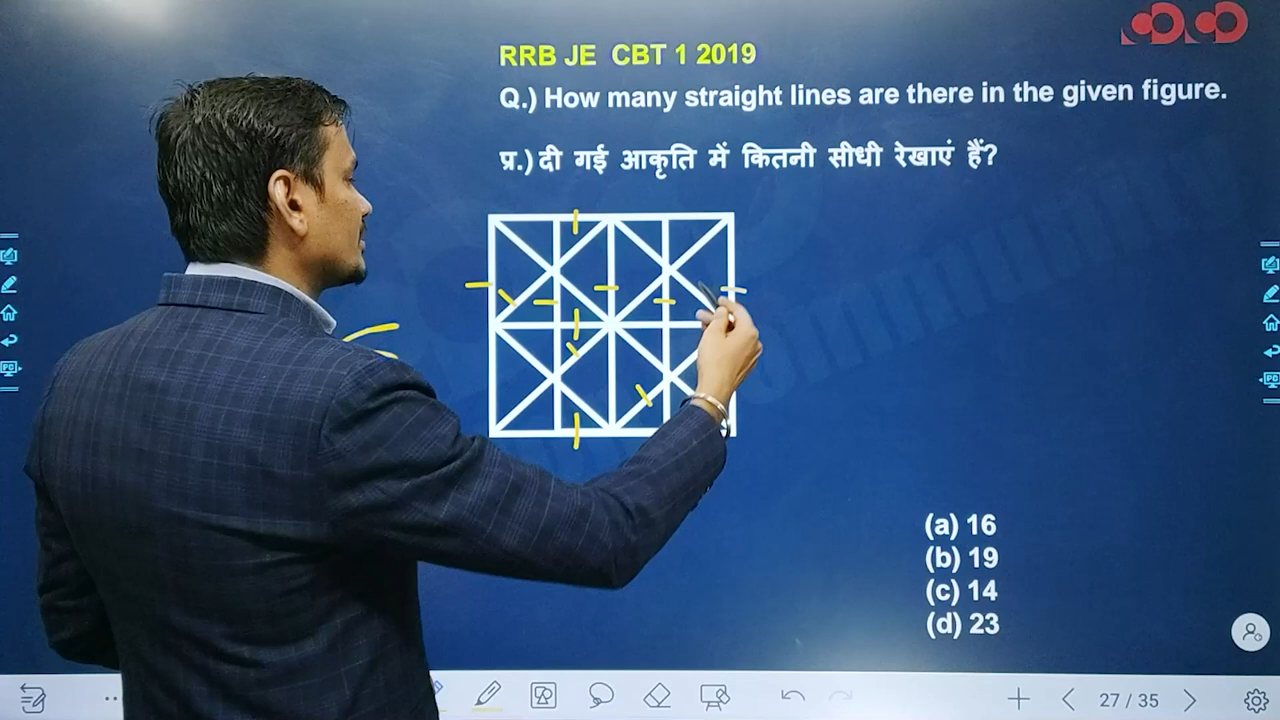 RRB JE CBT 1 2019
Q.) How many straight lines are there in the given figure.
प्र.) दी गई आकृति में कितनी सीधी रेखाएं हैं?
(a) 16
(b) 19
(c) 14
(d) 23
27 / 35